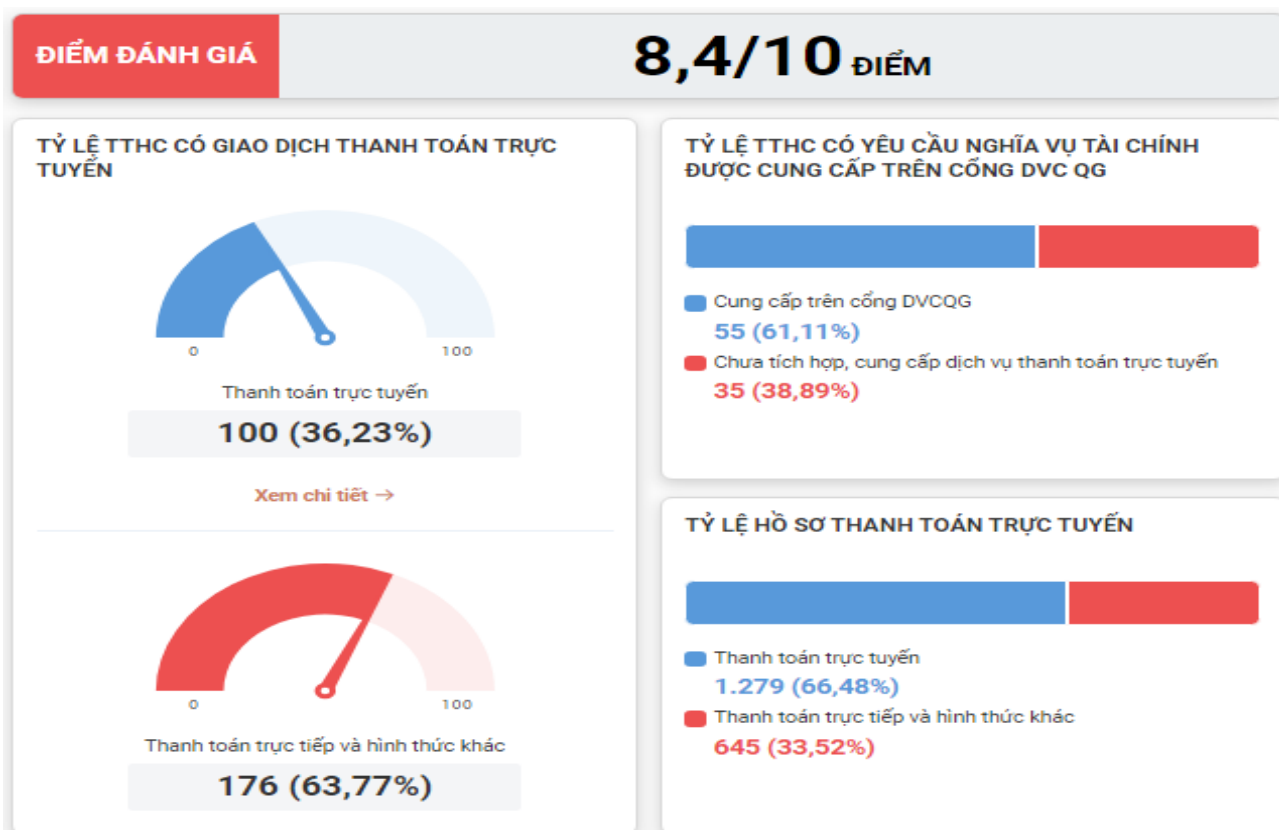 ĐIỂM ĐÁNH GIÁ
8,4/10 ĐIỂM
TỶ LỆ TTHC CÓ GIAO DỊCH THANH TOÁN TRỰC
TUYẾN
0
100
Thanh toán trực tuyến
100 (36,23%)
Xem chi tiết →
0
100
Thanh toán trực tiếp và hình thức khác
176 (63,77%)
TỶ LỆ TTHC CÓ YÊU CẦU NGHĨA VỤ TÀI CHÍNH
ĐƯỢC CUNG CẤP TRÊN CỔNG DVC QG
Cung cấp trên cổng DVCQG
55 (61,11%)
Chưa tích hợp, cung cấp dịch vụ thanh toán trực tuyến
35 (38,89%)
TỶ LỆ HỒ SƠ THANH TOÁN TRỰC TUYẾN
Thanh toán trực tuyến
1.279 (66,48%)
Thanh toán trực tiếp và hình thức khác
645 (33,52%)